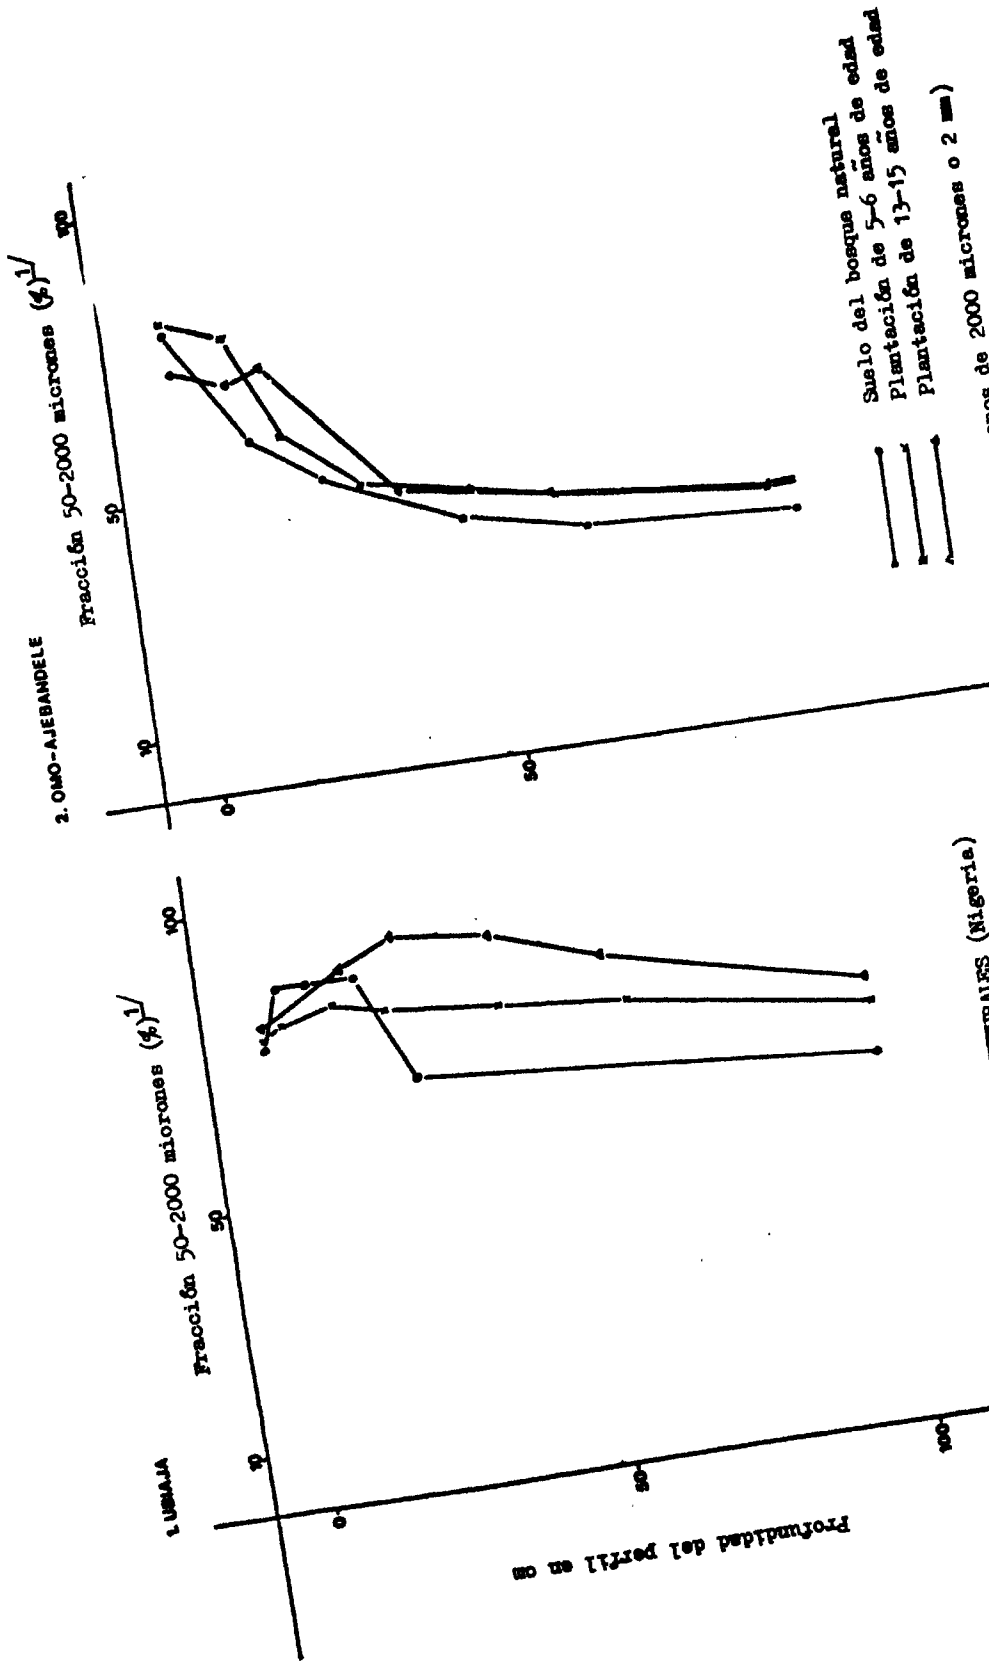 1. UBIAJA
Fracción 50-2000 micrones (%)1/
10
50
100
0
50
100
Profundidad del perfil en cm
2. OMO-AJEBANDELE
Fracción 50-2000 micrones (%)1/
10
50
100
0
50
Suelo del bosque natural
Plantación de 5-6 años de edad
Plantación de 13-15 años de edad
de 2000 micrones o 2 mm)
(Nigeria)